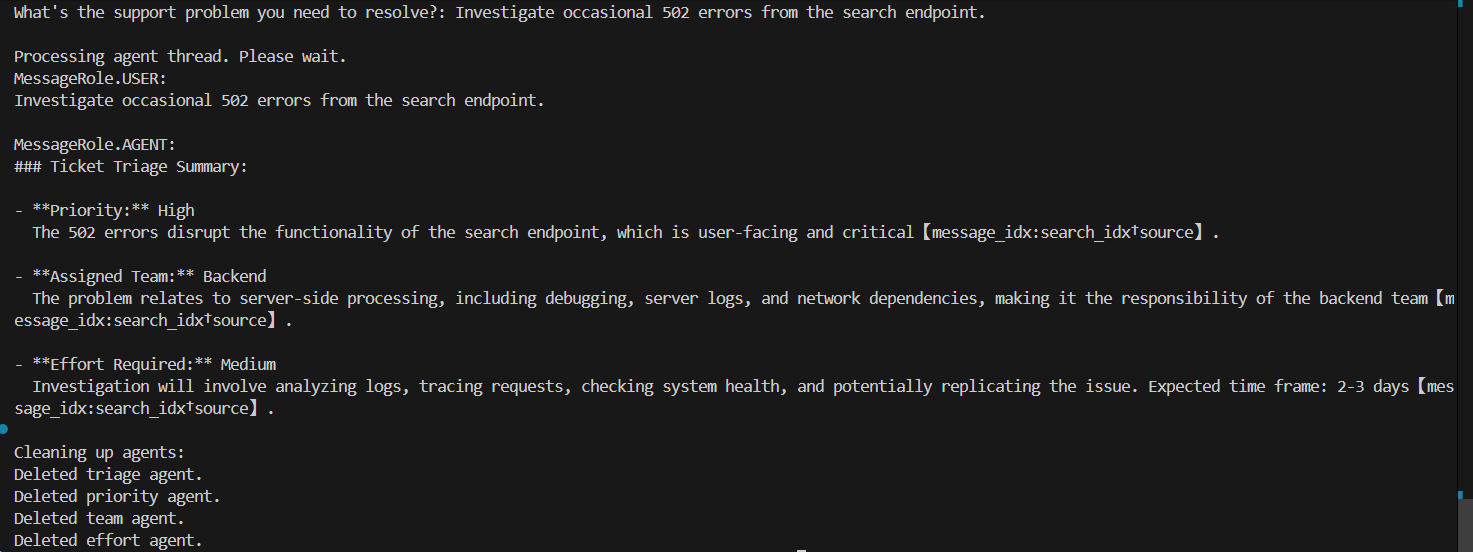 What's the support problem you need to resolve?: Investigate occasional 502 errors from the search endpoint.
Processing agent thread. Please wait.
MessageRole.USER:
Investigate occasional 502 errors from the search endpoint.
MessageRole.AGENT:
### Ticket Triage Summary:
- **Priority:** High
The 502 errors disrupt the functionality of the search endpoint, which is user-facing and critical【message_idx:search_idx†source】.
- **Assigned Team:** Backend
The problem relates to server-side processing, including debugging, server logs, and network dependencies, making it the responsibility of the backend team【m
essage_idx:search_idx†source】.
- **Effort Required:** Medium
Investigation will involve analyzing logs, tracing requests, checking system health, and potentially replicating the issue. Expected time frame: 2-3 days【mes
sage_idx:search_idx†source】.
Cleaning up agents:
Deleted triage agent.
Deleted priority agent.
Deleted team agent.
Deleted effort agent.